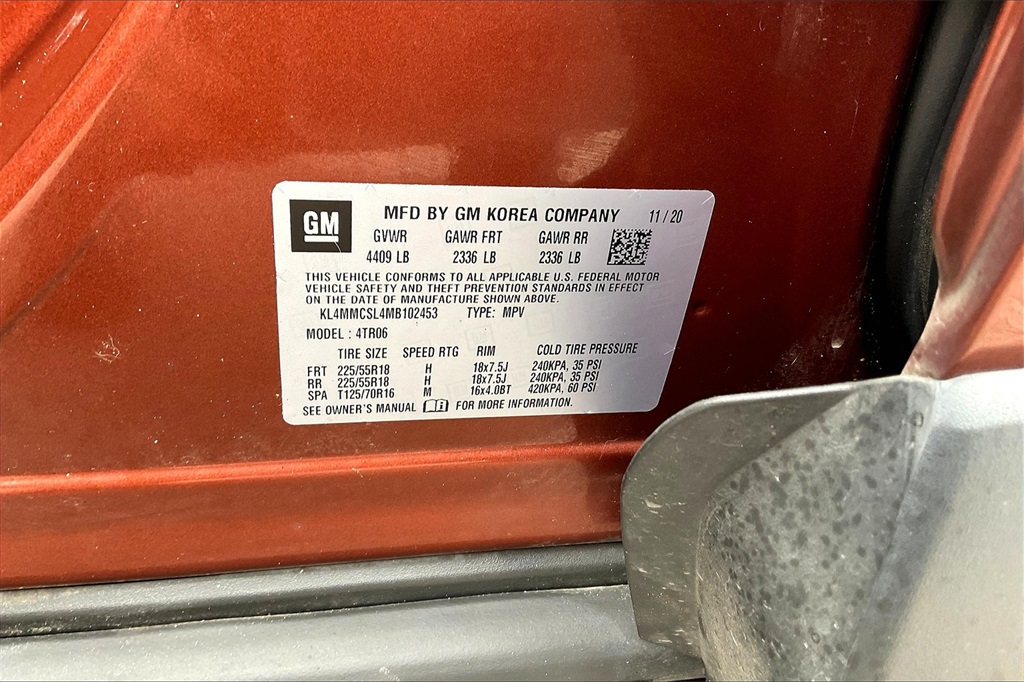 GM MFD BY GM KOREA COMPANY 11/20
GVWR GAWR FRT GAWR RR
4409 LB 2336 LB 2336 LB
THIS VEHICLE CONFORMS TO ALL APPLICABLE U.S. FEDERAL MOTOR
VEHICLE SAFETY AND THEFT PREVENTION STANDARDS IN EFFECT
ON THE DATE OF MANUFACTURE SHOWN ABOVE.
KL4MMCSL4MB102453 TYPE: MPV
MODEL : 4TR06
TIRE SIZE SPEED RTG RIM COLD TIRE PRESSURE
FRT 225/55R18 H 18x7.5J 240KPA, 35 PSI
RR 225/55R18 H 18x7.5J 240KPA, 35 PSI
SPA T125/70R16 M 16x4.0BT 420KPA, 60 PSI
SEE OWNER'S MANUAL FOR MORE INFORMATION.